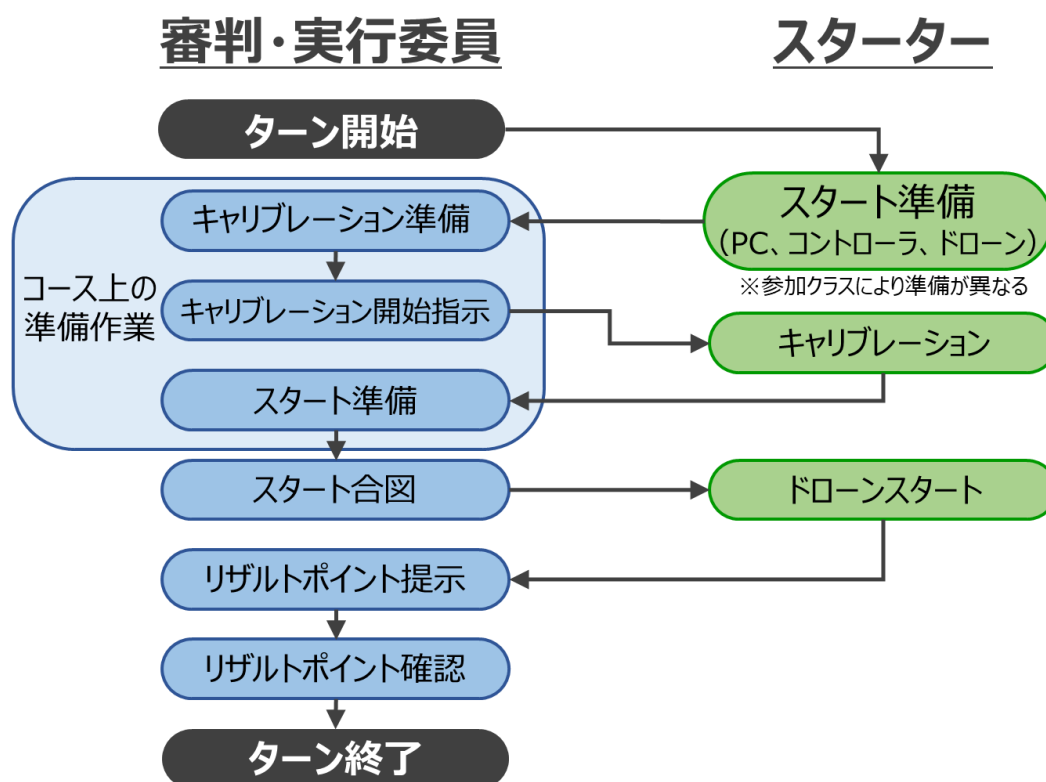 審判・実行委員
スターター
ターン開始
スタート準備
（PC、コントローラ、ドローン）
※参加クラスにより準備が異なる
キャリブレーション準備
コース上の
準備作業
キャリブレーション開始指示
キャリブレーション
スタート準備
スタート合図
ドローンスタート
リザルトポイント提示
リザルトポイント確認
ターン終了